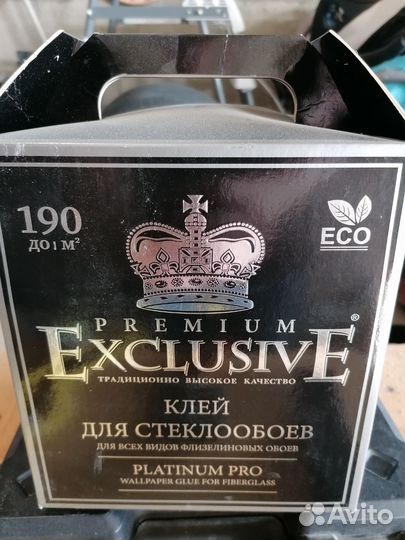 190
ДО 1 М²
ECO
PREMIUM
EXCLUSIVE®
ТРАДИЦИОННО ВЫСОКОЕ КАЧЕСТВО
КЛЕЙ
ДЛЯ СТЕКЛООБОЕВ
ДЛЯ ВСЕХ ВИДОВ ФЛИЗЕЛИНОВЫХ ОБОЕВ
PLATINUM PRO
WALLPAPER GLUE FOR FIBERGLASS
Avito